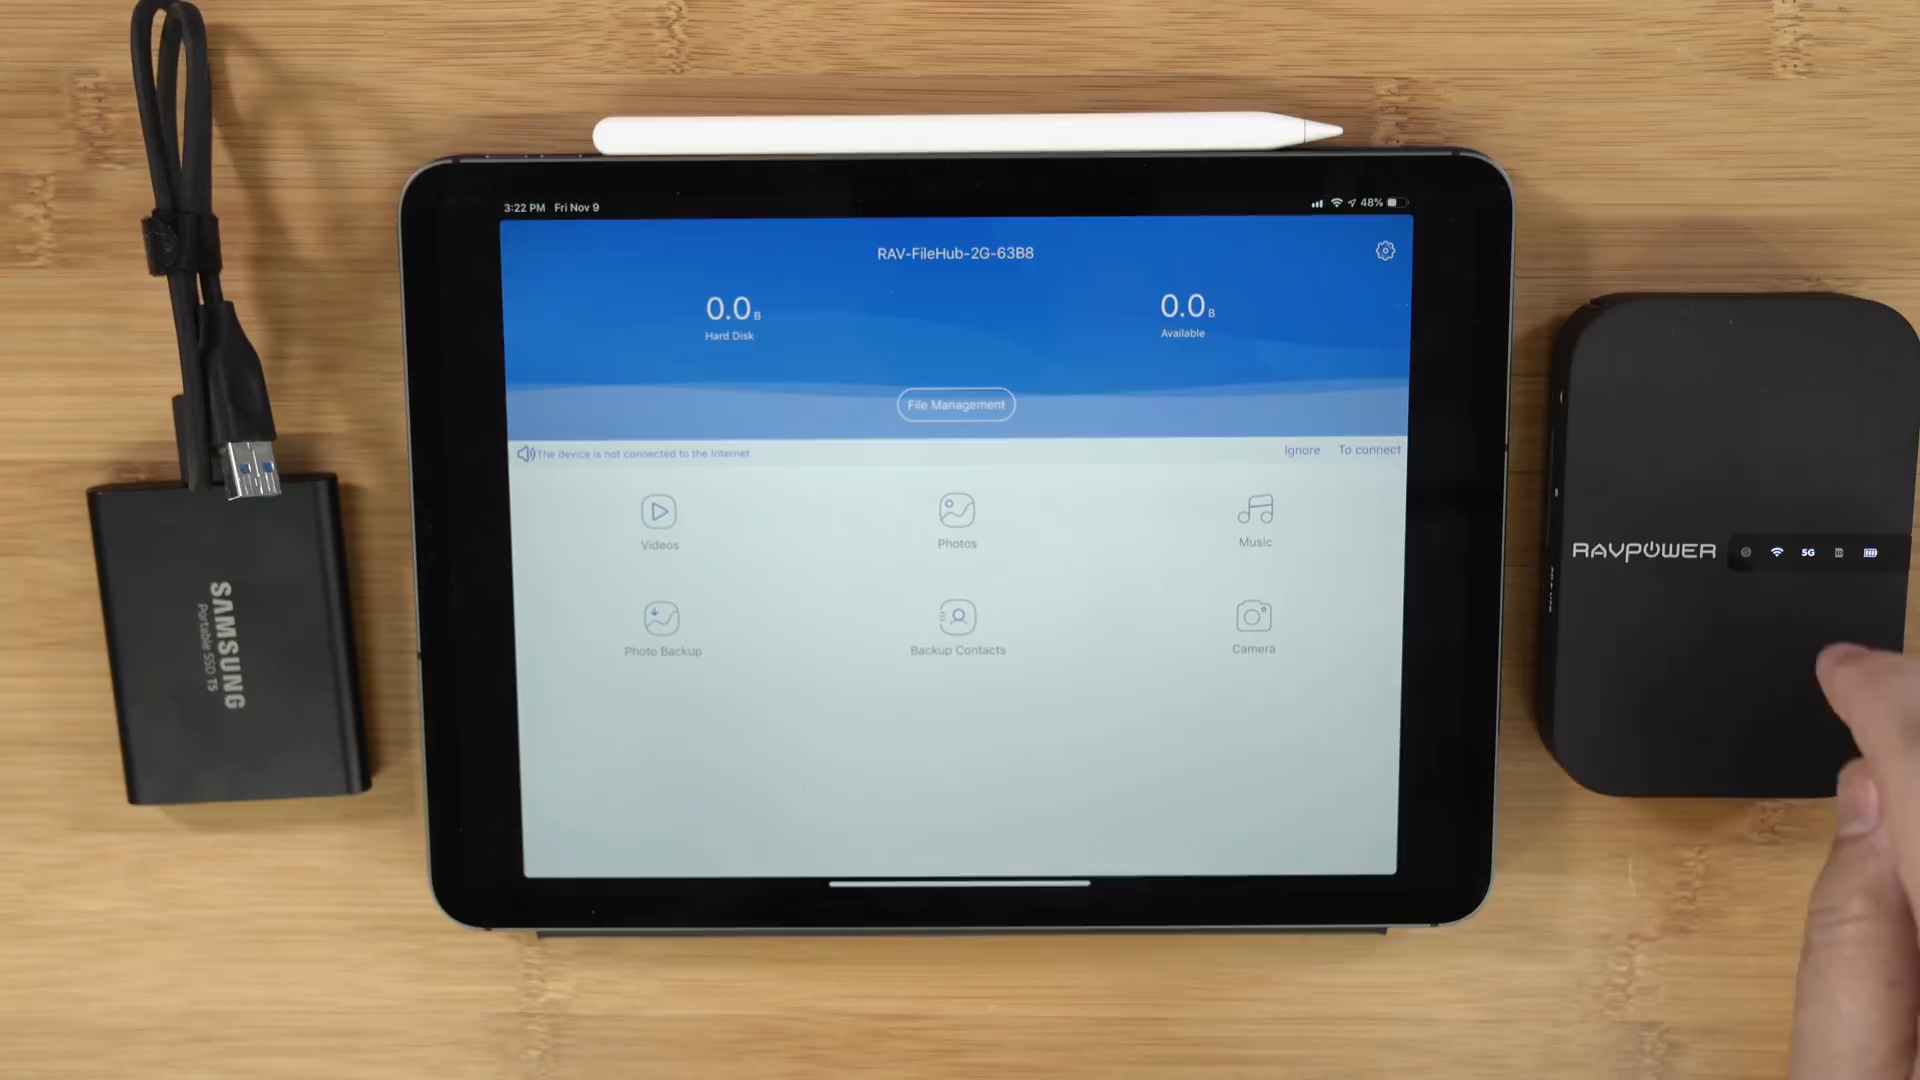 3:22 PM Fri Nov 9
48%
RAV-FileHub-2G-63B8
0.0 B
Hard Disk
0.0 B
Available
File Management
The device is not connected to the Internet
Ignore
To connect
Videos
Photos
Music
Photo Backup
Backup Contacts
Camera
SAMSUNG
Portable SSD T5
RAVPOWER
5G